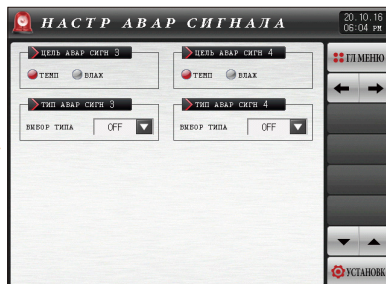 НАСТР АВАР СИГНАЛА
20.10.16
06:04 PM
ЦЕЛЬ АВАР СИГН 3
ЦЕЛЬ АВАР СИГН 4
ТЕМП ВЛАЖ
ТЕМП ВЛАЖ
ГЛ МЕНЮ
ТИП АВАР СИГН 3
ТИП АВАР СИГН 4
ВЫБОР ТИПА OFF
ВЫБОР ТИПА OFF
УСТАНОВК